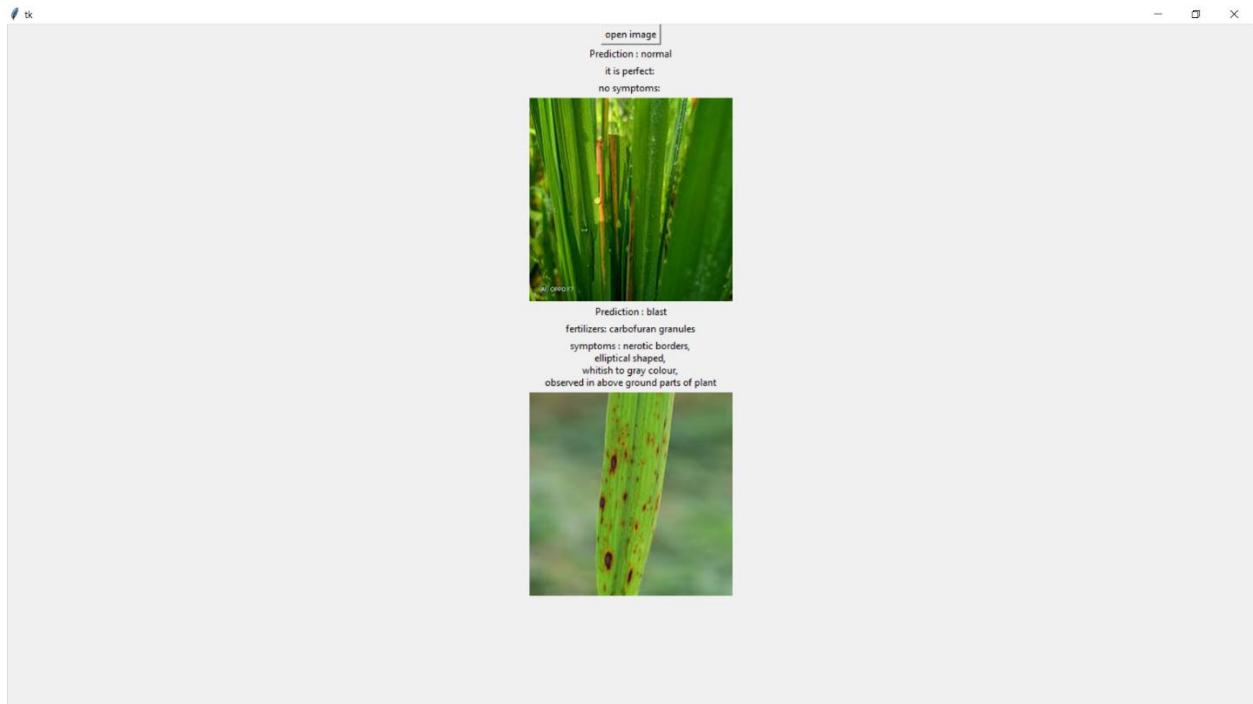 tk
open image
Prediction : normal
it is perfect:
no symptoms:
Prediction : blast
fertilizers: carbofuran granules
symptoms : nerotic borders,
elliptical shaped,
whitish to gray colour,
observed in above ground parts of plant